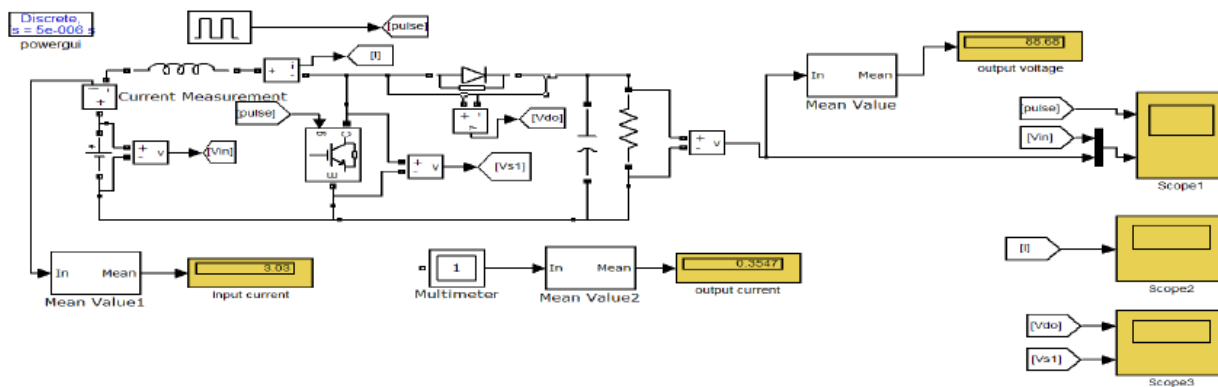 Discrete,
s = 5e-006 s
powergui
[pulse]
[I]
88.68
output voltage
In
Mean
Mean Value
Current Measurement
[pulse]
g
C
E
[Vdo]
[Vin]
v
[Vs1]
v
v
[pulse]
[Vin]
Scope1
In
Mean
Mean Value1
3.03
Input current
1
Multimeter
In
Mean
Mean Value2
0.3547
output current
[I]
Scope2
[Vdo]
[Vs1]
Scope3